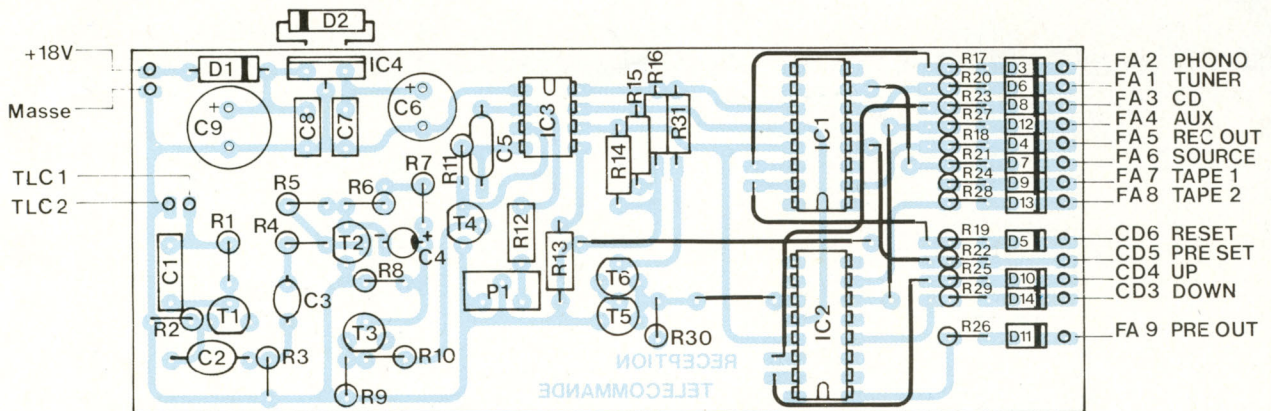 D2
+18V
D1
IC4
Masse
C9
C8
C7
C6
R11
C5
IC3
R14
R15
R16
R31
IC1
R17 D3 FA 2 PHONO
R20 D6 FA 1 TUNER
R23 D8 FA 3 CD
R27 D12 FA 4 AUX
R18 D4 FA 5 REC OUT
R21 D7 FA 6 SOURCE
R24 D9 FA 7 TAPE 1
R28 D13 FA 8 TAPE 2
TLC1
TLC2
R1
R5
R6
R7
R4
T2
C4
T4
R12
R13
R8
C1
C3
P1
T6
T5
R2
T1
T3
C2
R3
R10
R9
R30
IC2
R19 D5 CD6 RESET
R22 CD5 PRE SET
R25 D10 CD4 UP
R29 D14 CD3 DOWN
R26 D11 FA 9 PRE OUT
RECEPTION
TELECOMMANDE